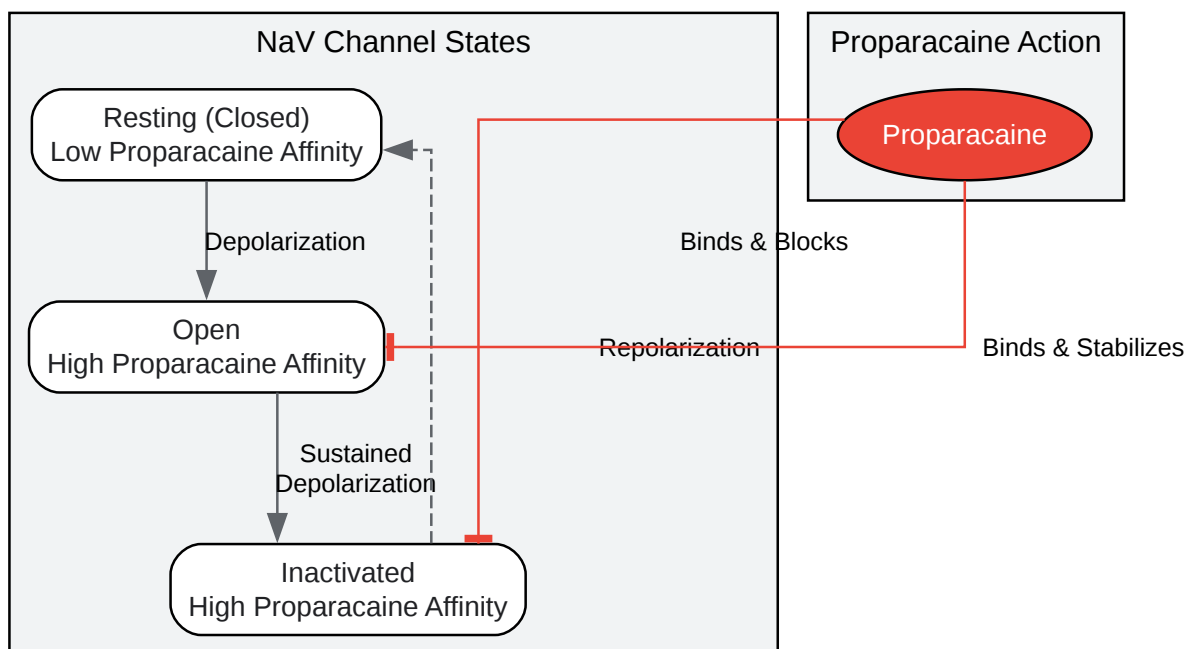 NaV Channel States
Proparacaine Action
Resting (Closed)
Low Proparacaine Affinity
Proparacaine
Depolarization
Binds & Blocks
Open
High Proparacaine Affinity
Repolarization
Binds & Stabilizes
Sustained
Depolarization
Inactivated
High Proparacaine Affinity